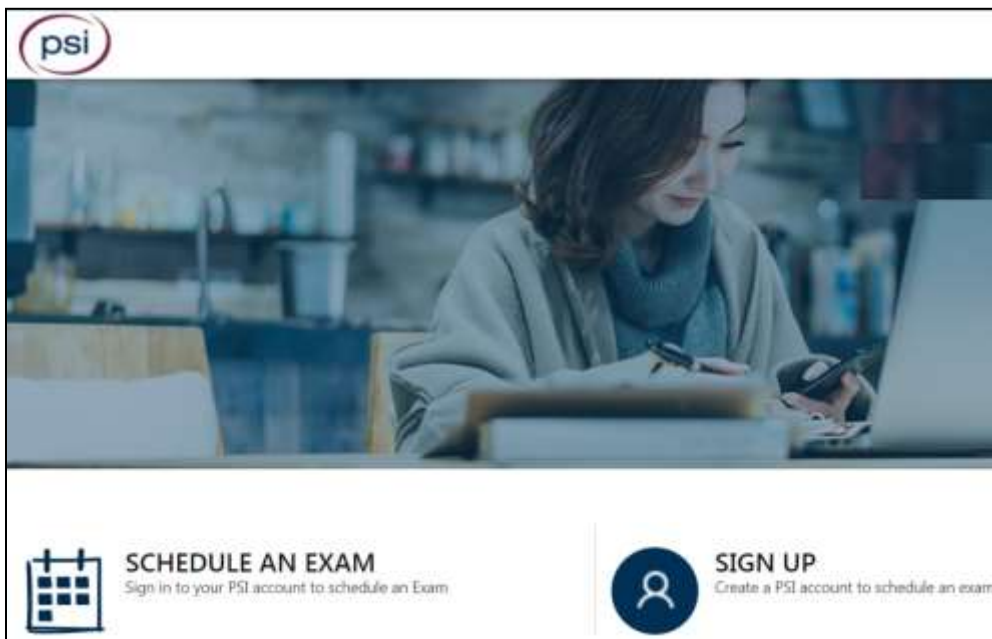 psi
SCHEDULE AN EXAM
Sign in to your PSI account to schedule an Exam
SIGN UP
Create a PSI account to schedule an exam